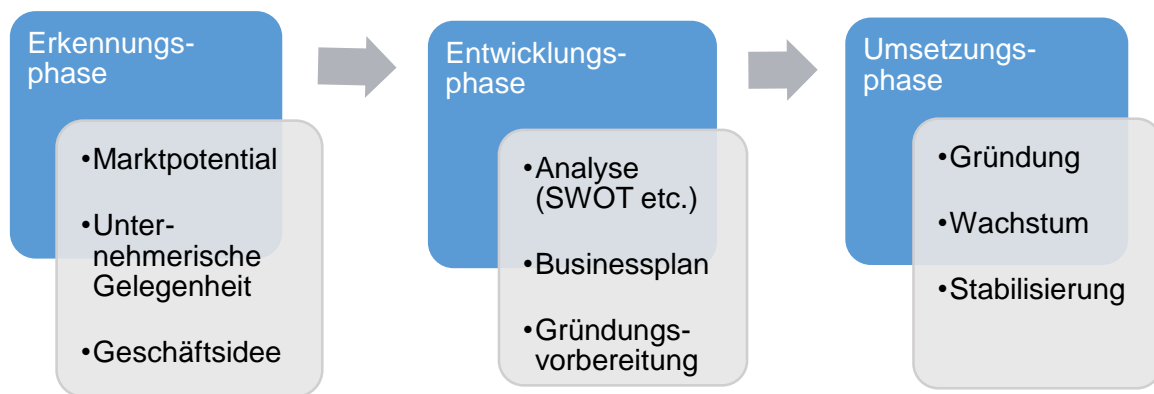 Erkennungs-
phase
•Marktpotential
•Unter-
nehmerische
Gelegenheit
•Geschäftsidee
Entwicklungs-
phase
•Analyse
(SWOT etc.)
•Businessplan
•Gründungs-
vorbereitung
Umsetzungs-
phase
•Gründung
•Wachstum
•Stabilisierung